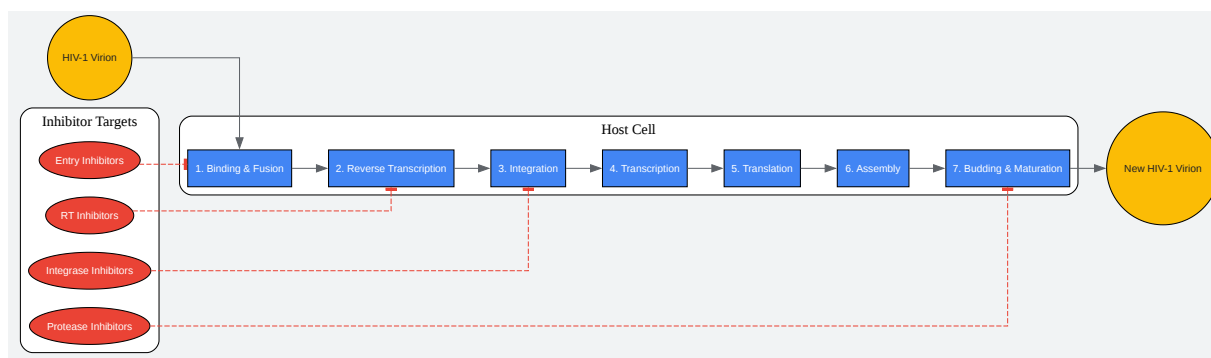 HIV-1 Virion
Inhibitor Targets
Entry Inhibitors
RT Inhibitors
Integrase Inhibitors
Protease Inhibitors
Host Cell
1. Binding & Fusion
2. Reverse Transcription
3. Integration
4. Transcription
5. Translation
6. Assembly
7. Budding & Maturation
New HIV-1 Virion